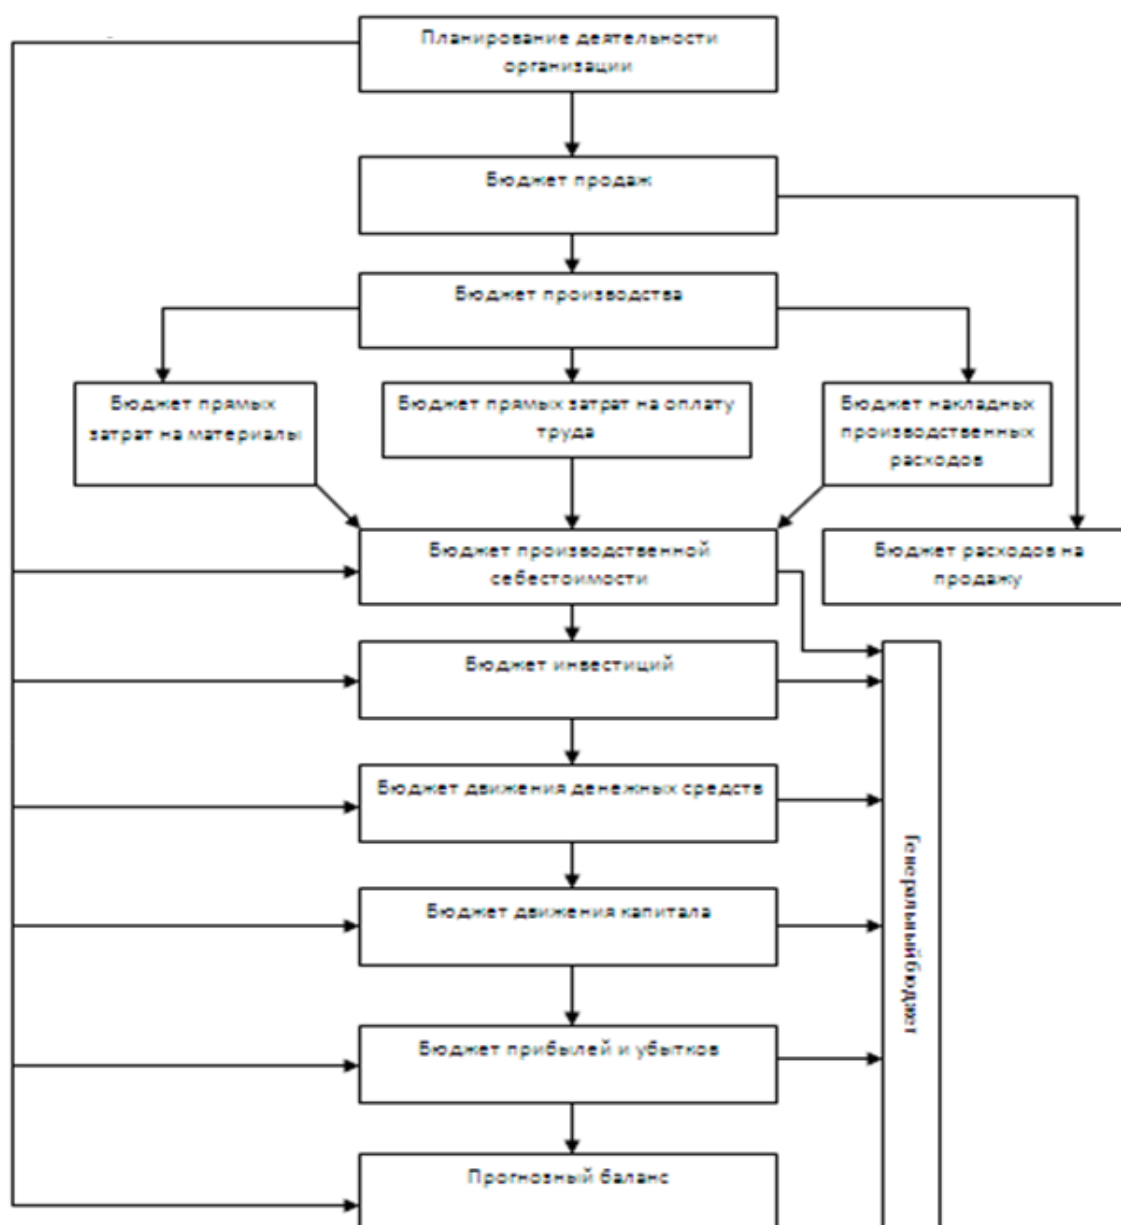 Планирование деятельности
организации
Бюджет продаж
Бюджет производства
Бюджет прямых
затрат на материалы
Бюджет прямых затрат на оплату
труда
Бюджет накладных
производственных
расходов
Бюджет производственной
себестоимости
Бюджет расходов на
продажу
Бюджет инвестиций
Бюджет движения денежных средств
Генеральный бюджет
Бюджет движения капитала
Бюджет прибылей и убытков
Прогнозный баланс